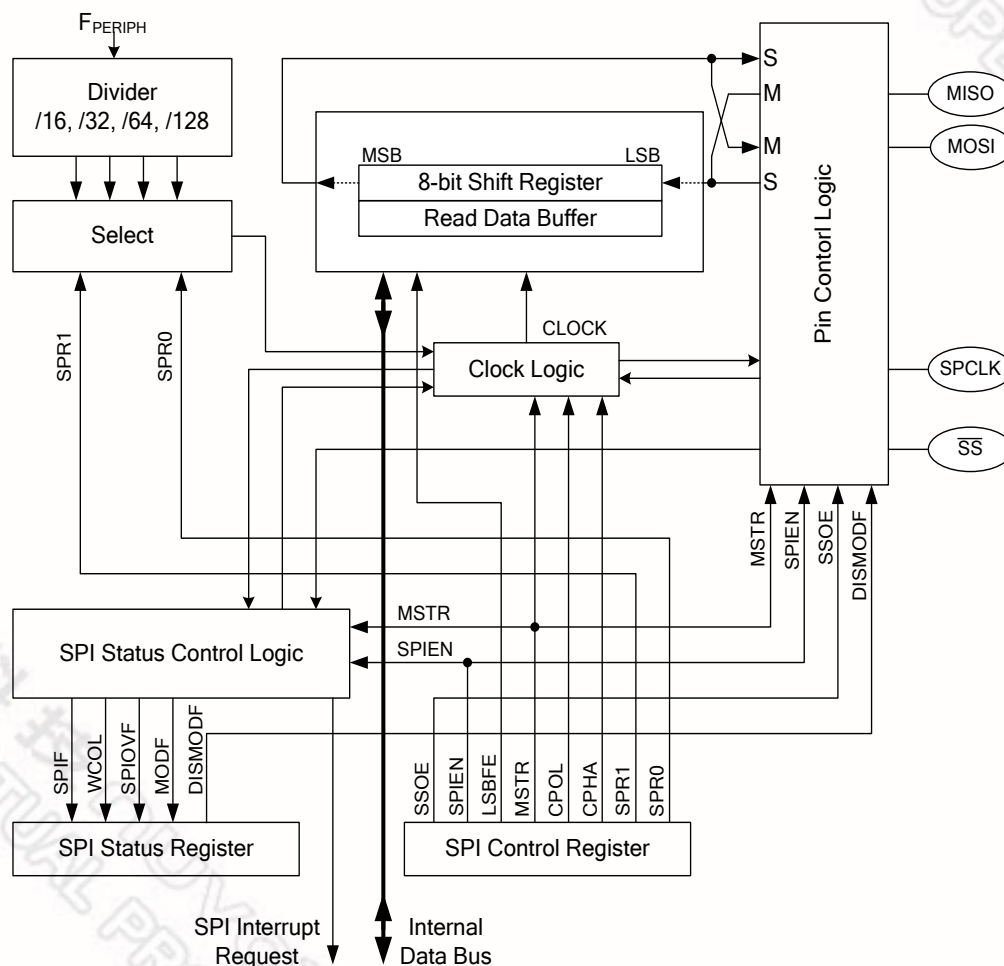 F_PERIPH
Divider
/16, /32, /64, /128
Select
SPR1
SPR0
MSB
LSB
8-bit Shift Register
Read Data Buffer
CLOCK
Clock Logic
S
M
M
S
Pin Contorl Logic
MISO
MOSI
SPCLK
S̅S̅
MSTR
SPIEN
SSOE
DISMODF
MSTR
SPIEN
SPI Status Control Logic
SPIF
WCOL
SPIOVF
MODF
DISMODF
SSOE
SPIEN
LSBFE
MSTR
CPOL
CPHA
SPR1
SPR0
SPI Status Register
SPI Control Register
SPI Interrupt
Request
Internal
Data Bus